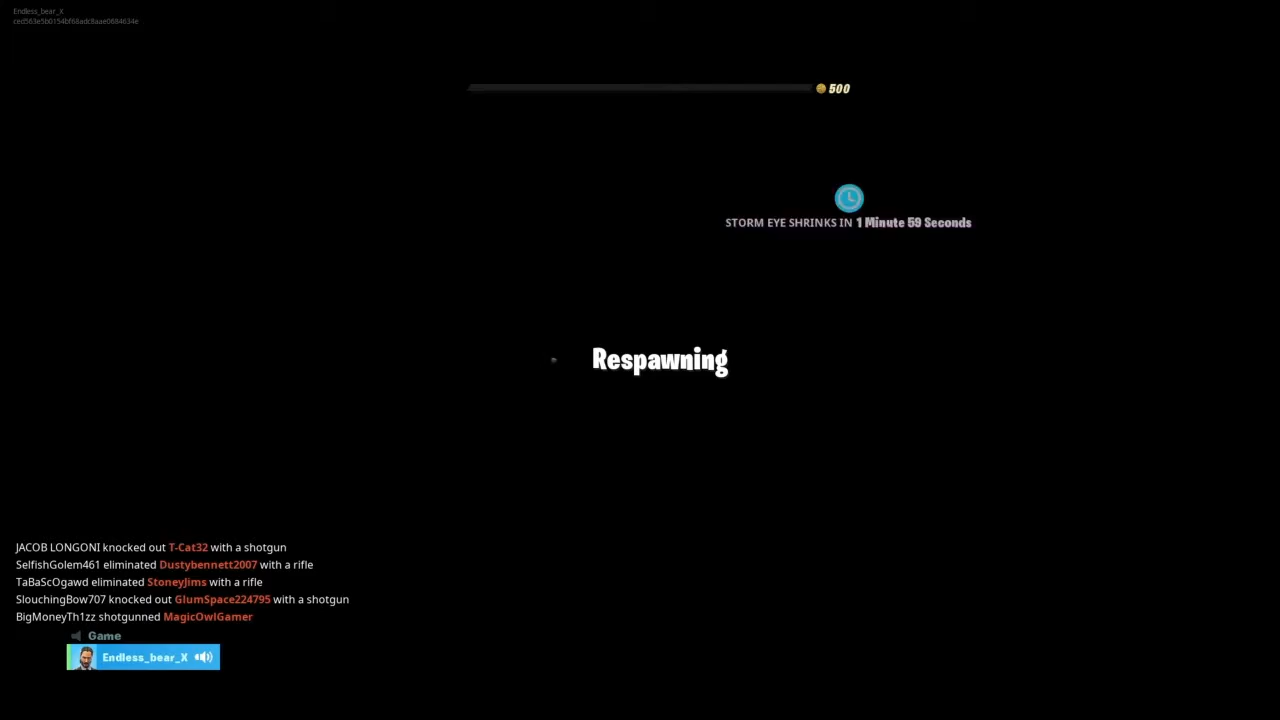 Endless_bear_X
500
STORM EYE SHRINKS IN 1 Minute 59 Seconds
Respawning
JACOB LONGONI knocked out T-Cat32 with a shotgun
SelfishGolem461 eliminated Dustybennett2007 with a rifle
TaBaScOgawd eliminated StoneyJims with a rifle
SlouchingBow707 knocked out GlumSpace224795 with a shotgun
BigMoneyTh1zz shotgunned MagicOwlGamer
Game
Endless_bear_X